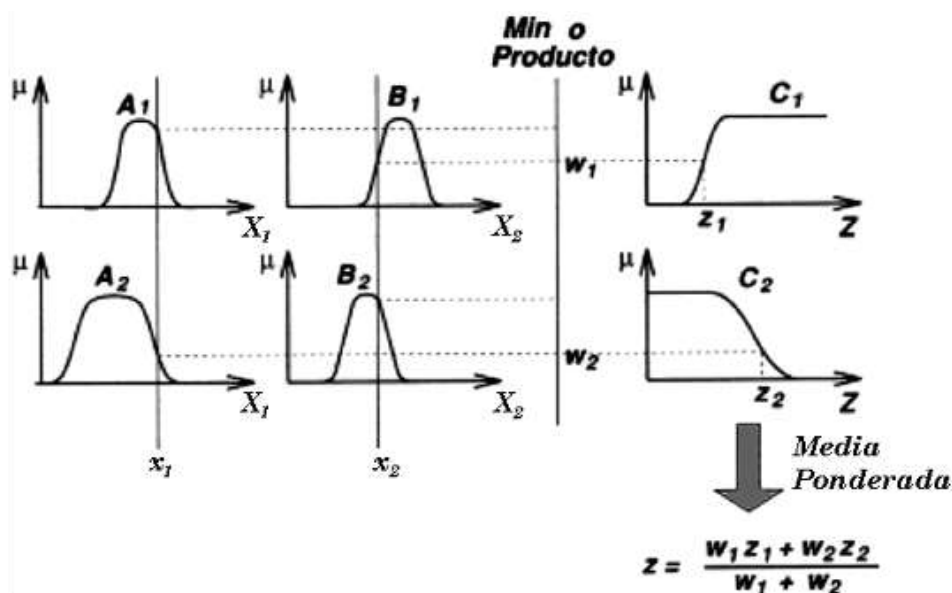 Min o
Producto
μ A₁ μ B₁ μ C₁
w₁
X₁ X₂ z₁ Z
μ A₂ μ B₂ μ C₂
w₂
X₁ X₂ z₂ Z
x₁ x₂
Media
Ponderada
z = w₁z₁ + w₂z₂ / w₁ + w₂